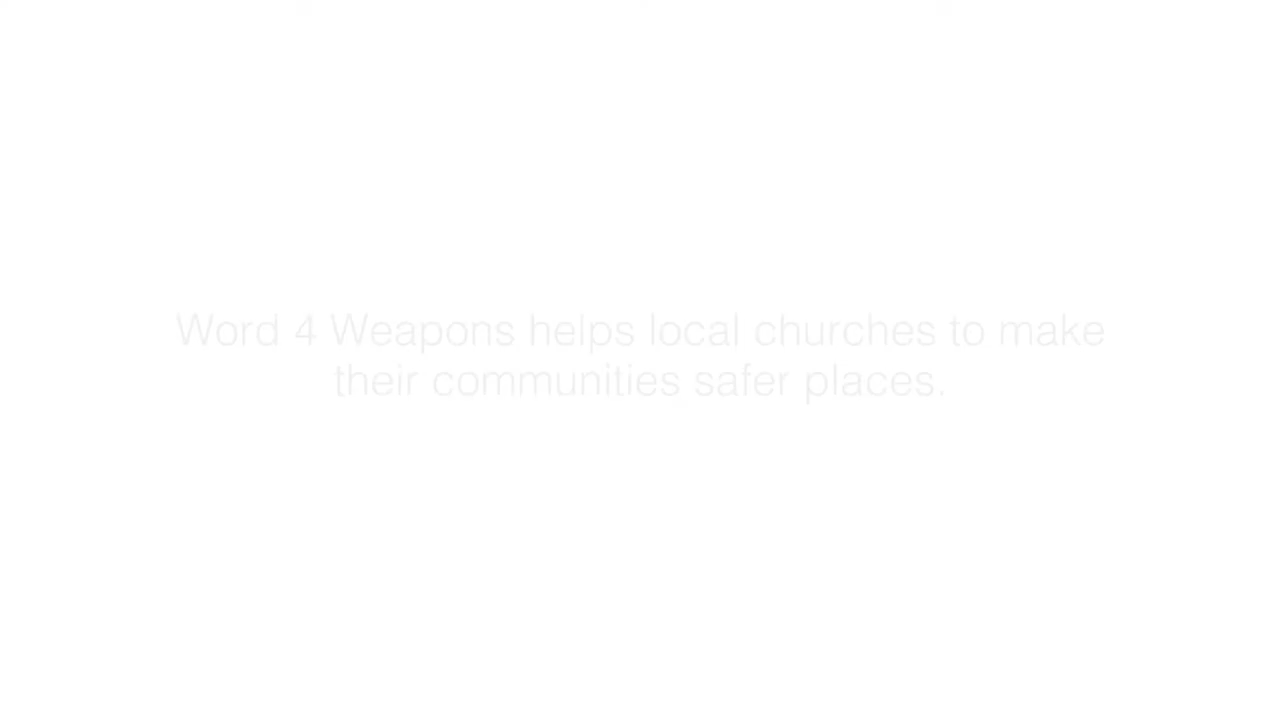 Word 4 Weapons helps local churches to make
their communities safer places.